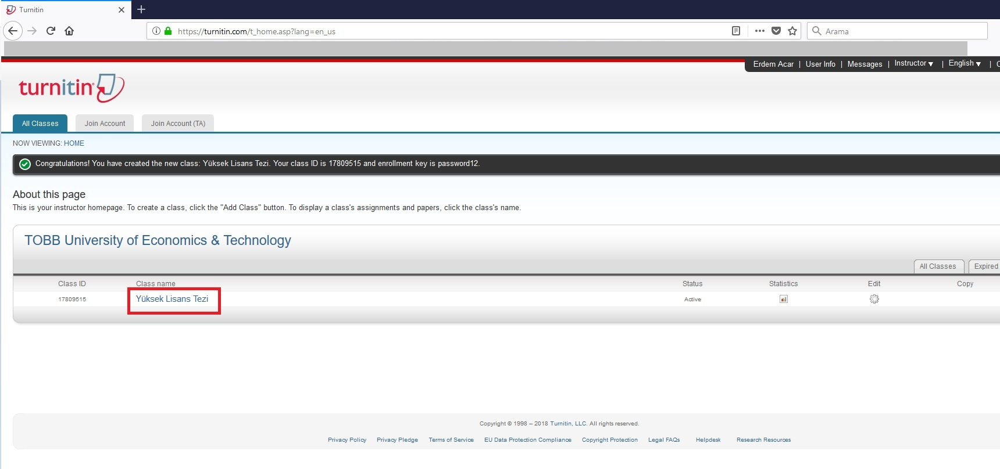 Turnitin
https://turnitin.com/t_home.asp?lang=en_us
Arama
Erdem Acar | User Info | Messages | Instructor ▼ | English ▼ |
turnitin
All Classes Join Account Join Account (TA)
NOW VIEWING: HOME
Congratulations! You have created the new class: Yüksek Lisans Tezi. Your class ID is 17809515 and enrollment key is password12.
About this page
This is your instructor homepage. To create a class, click the "Add Class" button. To display a class's assignments and papers, click the class's name.
TOBB University of Economics & Technology
All Classes Expired
Class ID Class name Status Statistics Edit Copy
17809515 Yüksek Lisans Tezi Active
Copyright © 1998 – 2018 Turnitin, LLC. All rights reserved.
Privacy Policy Privacy Pledge Terms of Service EU Data Protection Compliance Copyright Protection Legal FAQs Helpdesk Research Resources